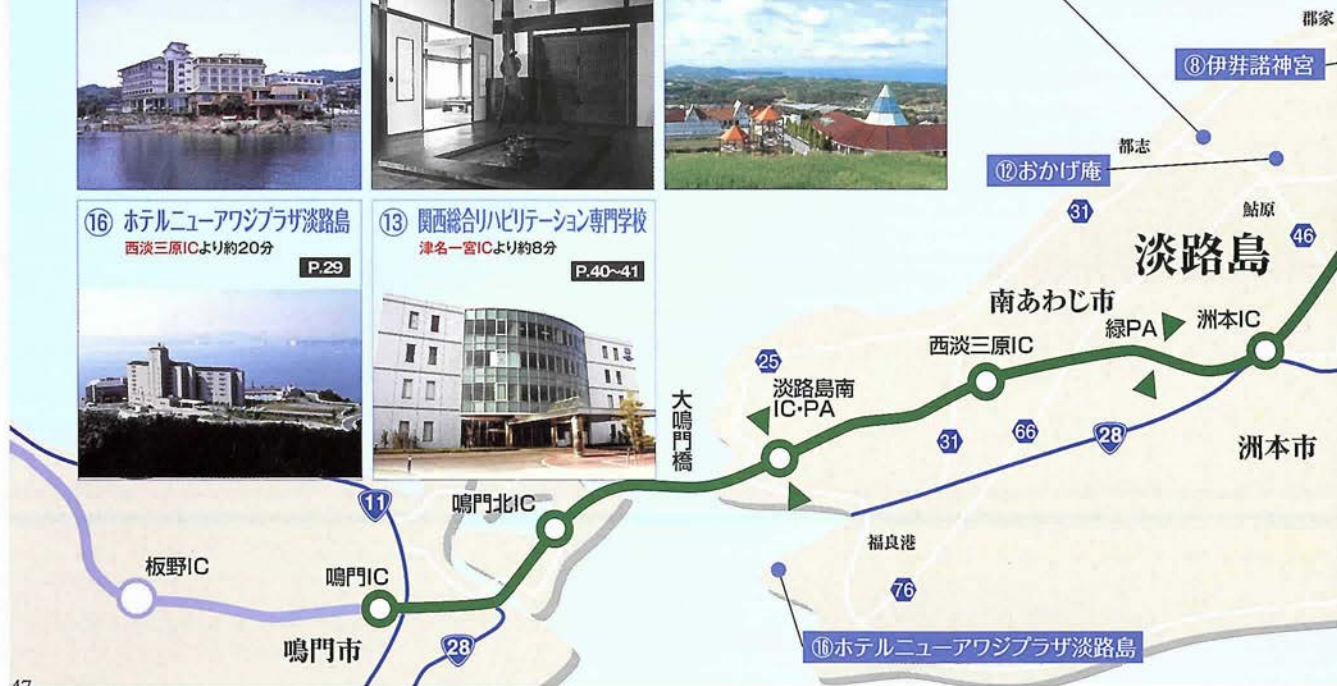 郡家
⑧伊弉諾神宮
都志
⑫おかげ庵
31
鮎原
46
淡路島
⑯ ホテルニューアワジプラザ淡路島
西淡三原ICより約20分
P.29
⑬ 関西総合リハビリテーション専門学校
津名一宮ICより約8分
P.40~41
南あわじ市
緑PA
洲本IC
西淡三原IC
25
淡路島南
IC・PA
大鳴門橋
31
66
28
洲本市
11
鳴門北IC
福良港
板野IC
鳴門IC
76
鳴門市
28
⑯ホテルニューアワジプラザ淡路島